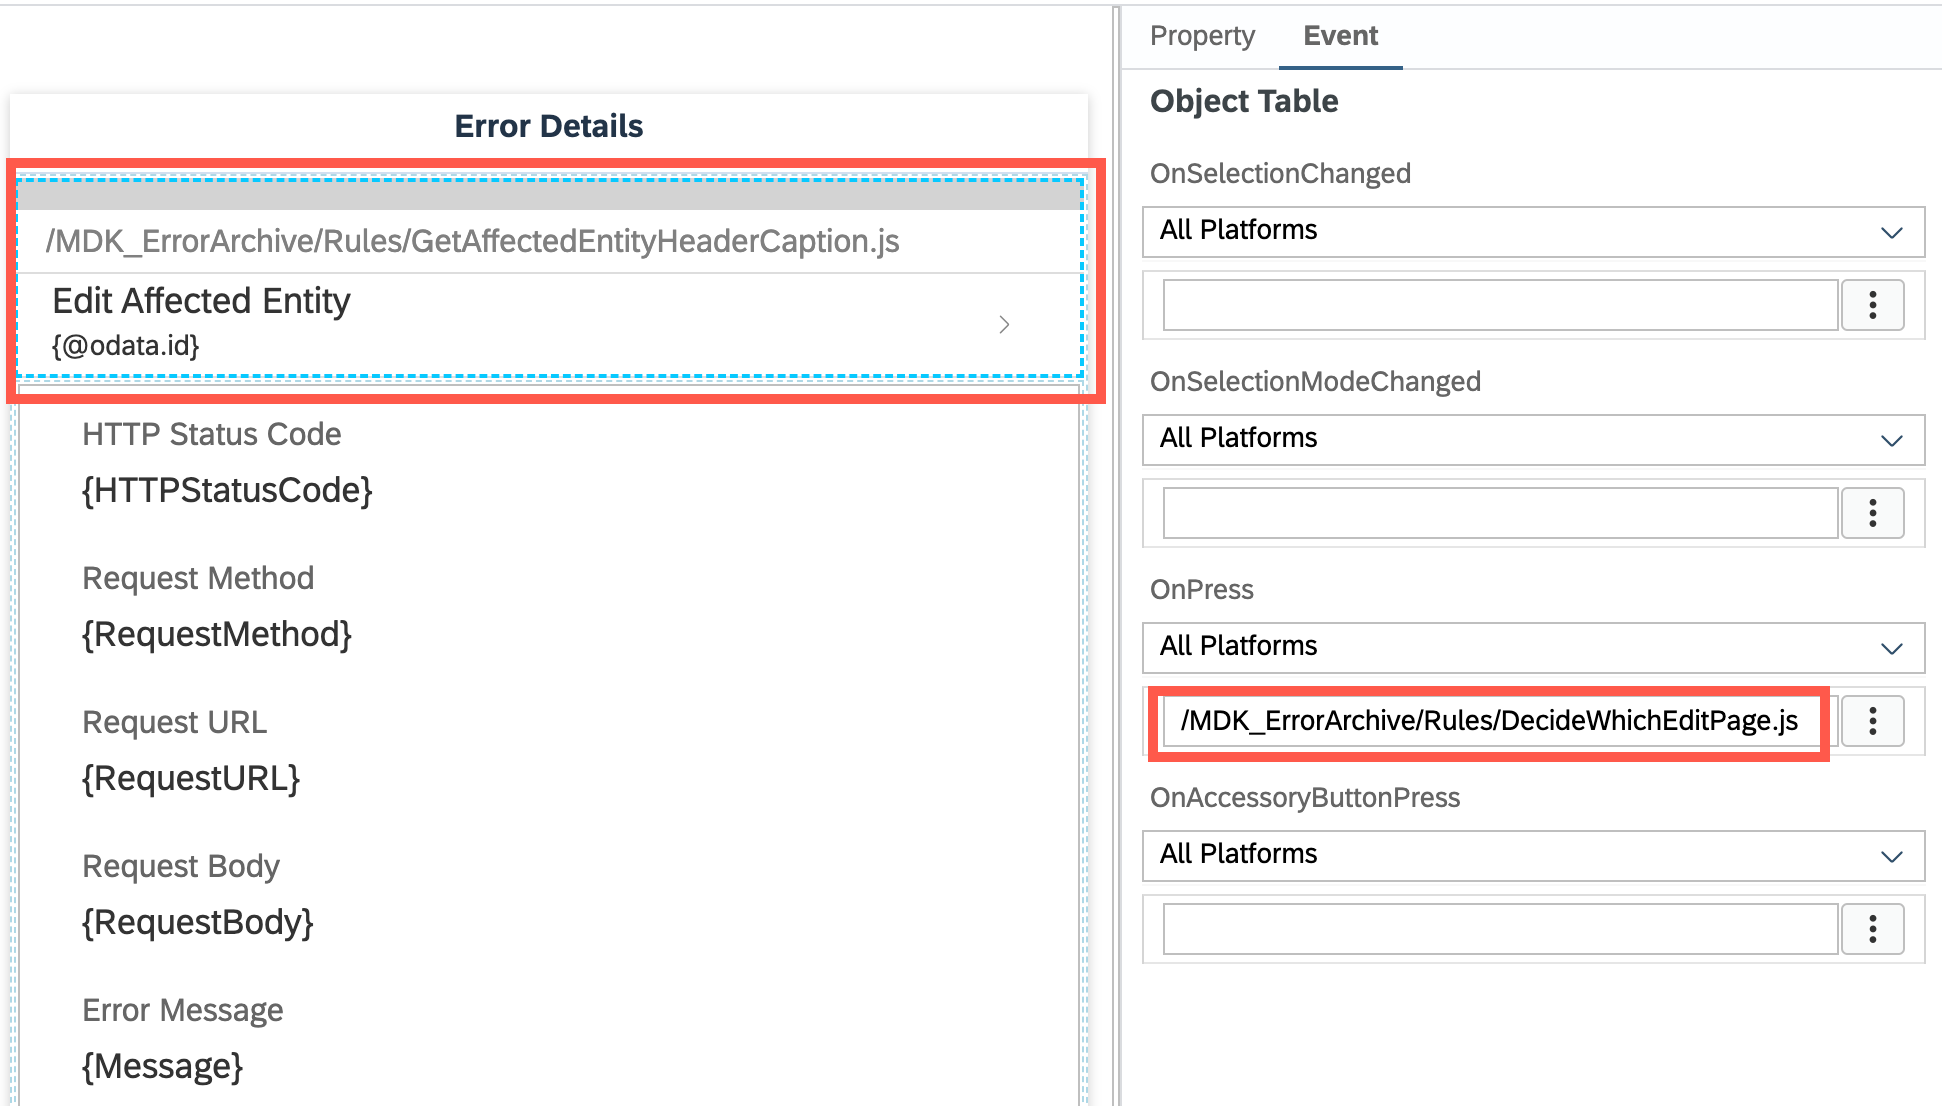 Error Details
/MDK_ErrorArchive/Rules/GetAffectedEntityHeaderCaption.js
Edit Affected Entity
{@odata.id}
HTTP Status Code
{HTTPStatusCode}
Request Method
{RequestMethod}
Request URL
{RequestURL}
Request Body
{RequestBody}
Error Message
{Message}
Property Event
Object Table
OnSelectionChanged
All Platforms
OnSelectionModeChanged
All Platforms
OnPress
All Platforms
/MDK_ErrorArchive/Rules/DecideWhichEditPage.js
OnAccessoryButtonPress
All Platforms